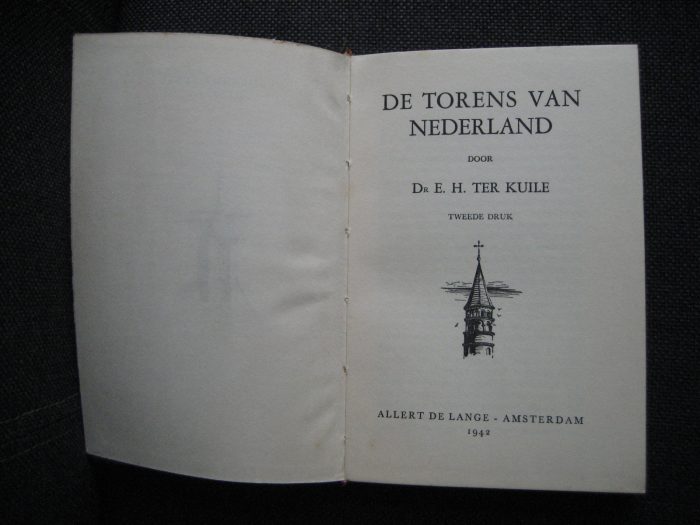 DE TORENS VAN
NEDERLAND
DOOR
DR E. H. TER KUILE
TWEEDE DRUK
ALLERT DE LANGE - AMSTERDAM
1942